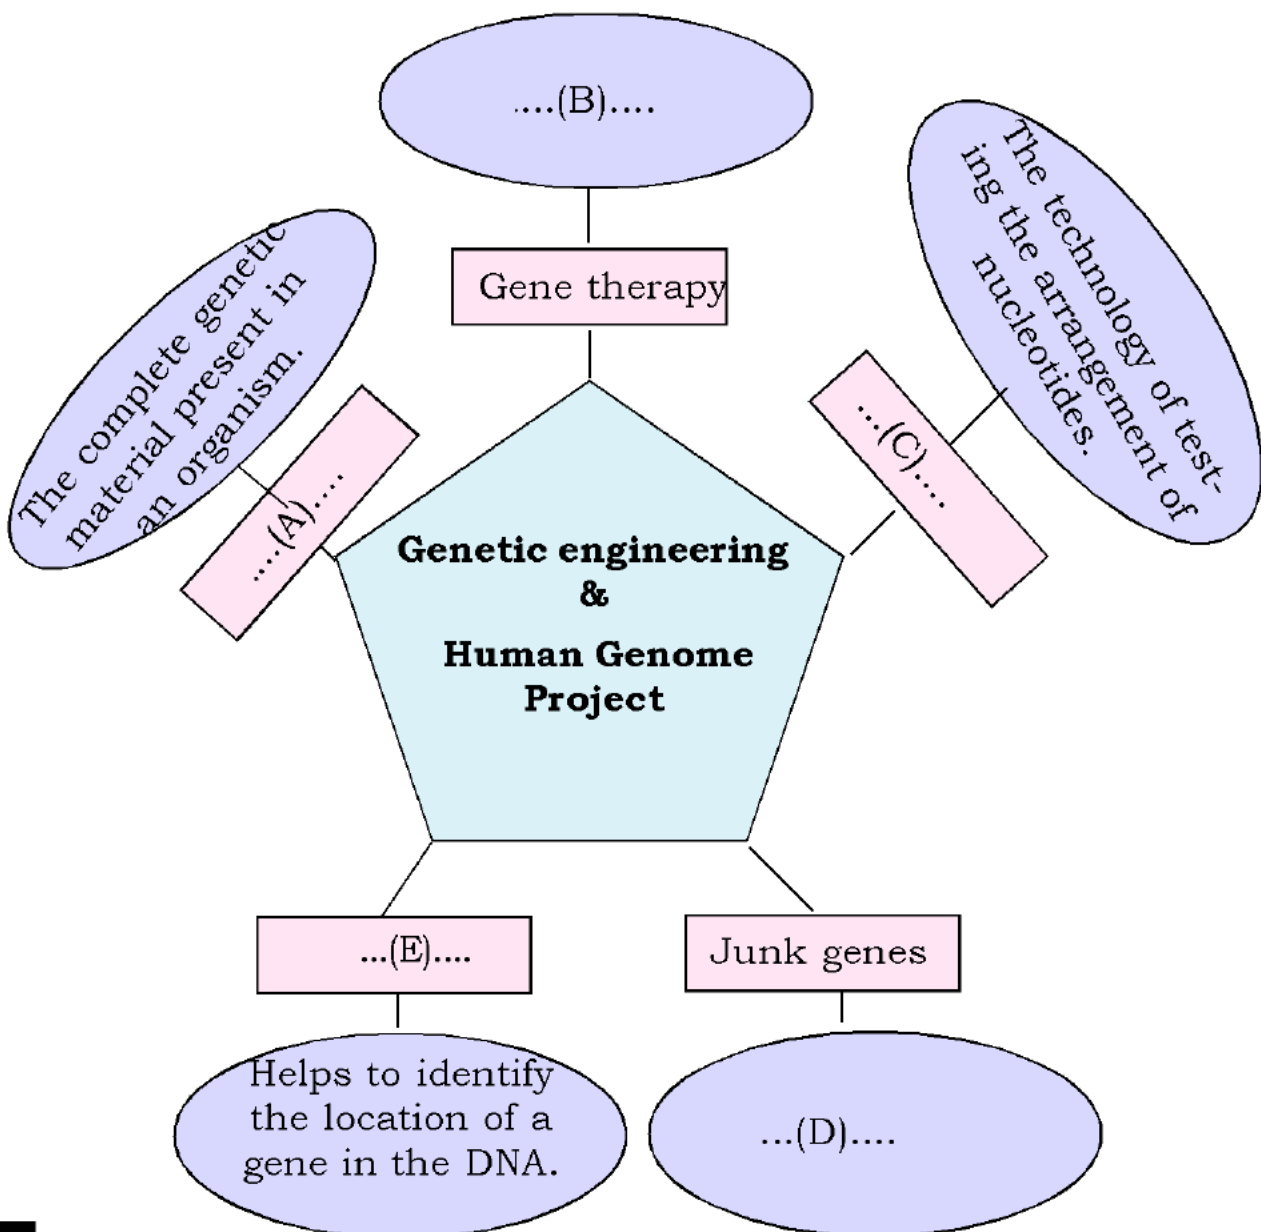 ....(B)....
Gene therapy
The complete genetic
material present in
an organism.
....(A)....
The technology of test-
ing the arrangement of
nucleotides.
...(C)....
Genetic engineering
&
Human Genome
Project
...(E)....
Helps to identify
the location of a
gene in the DNA.
Junk genes
...(D)....